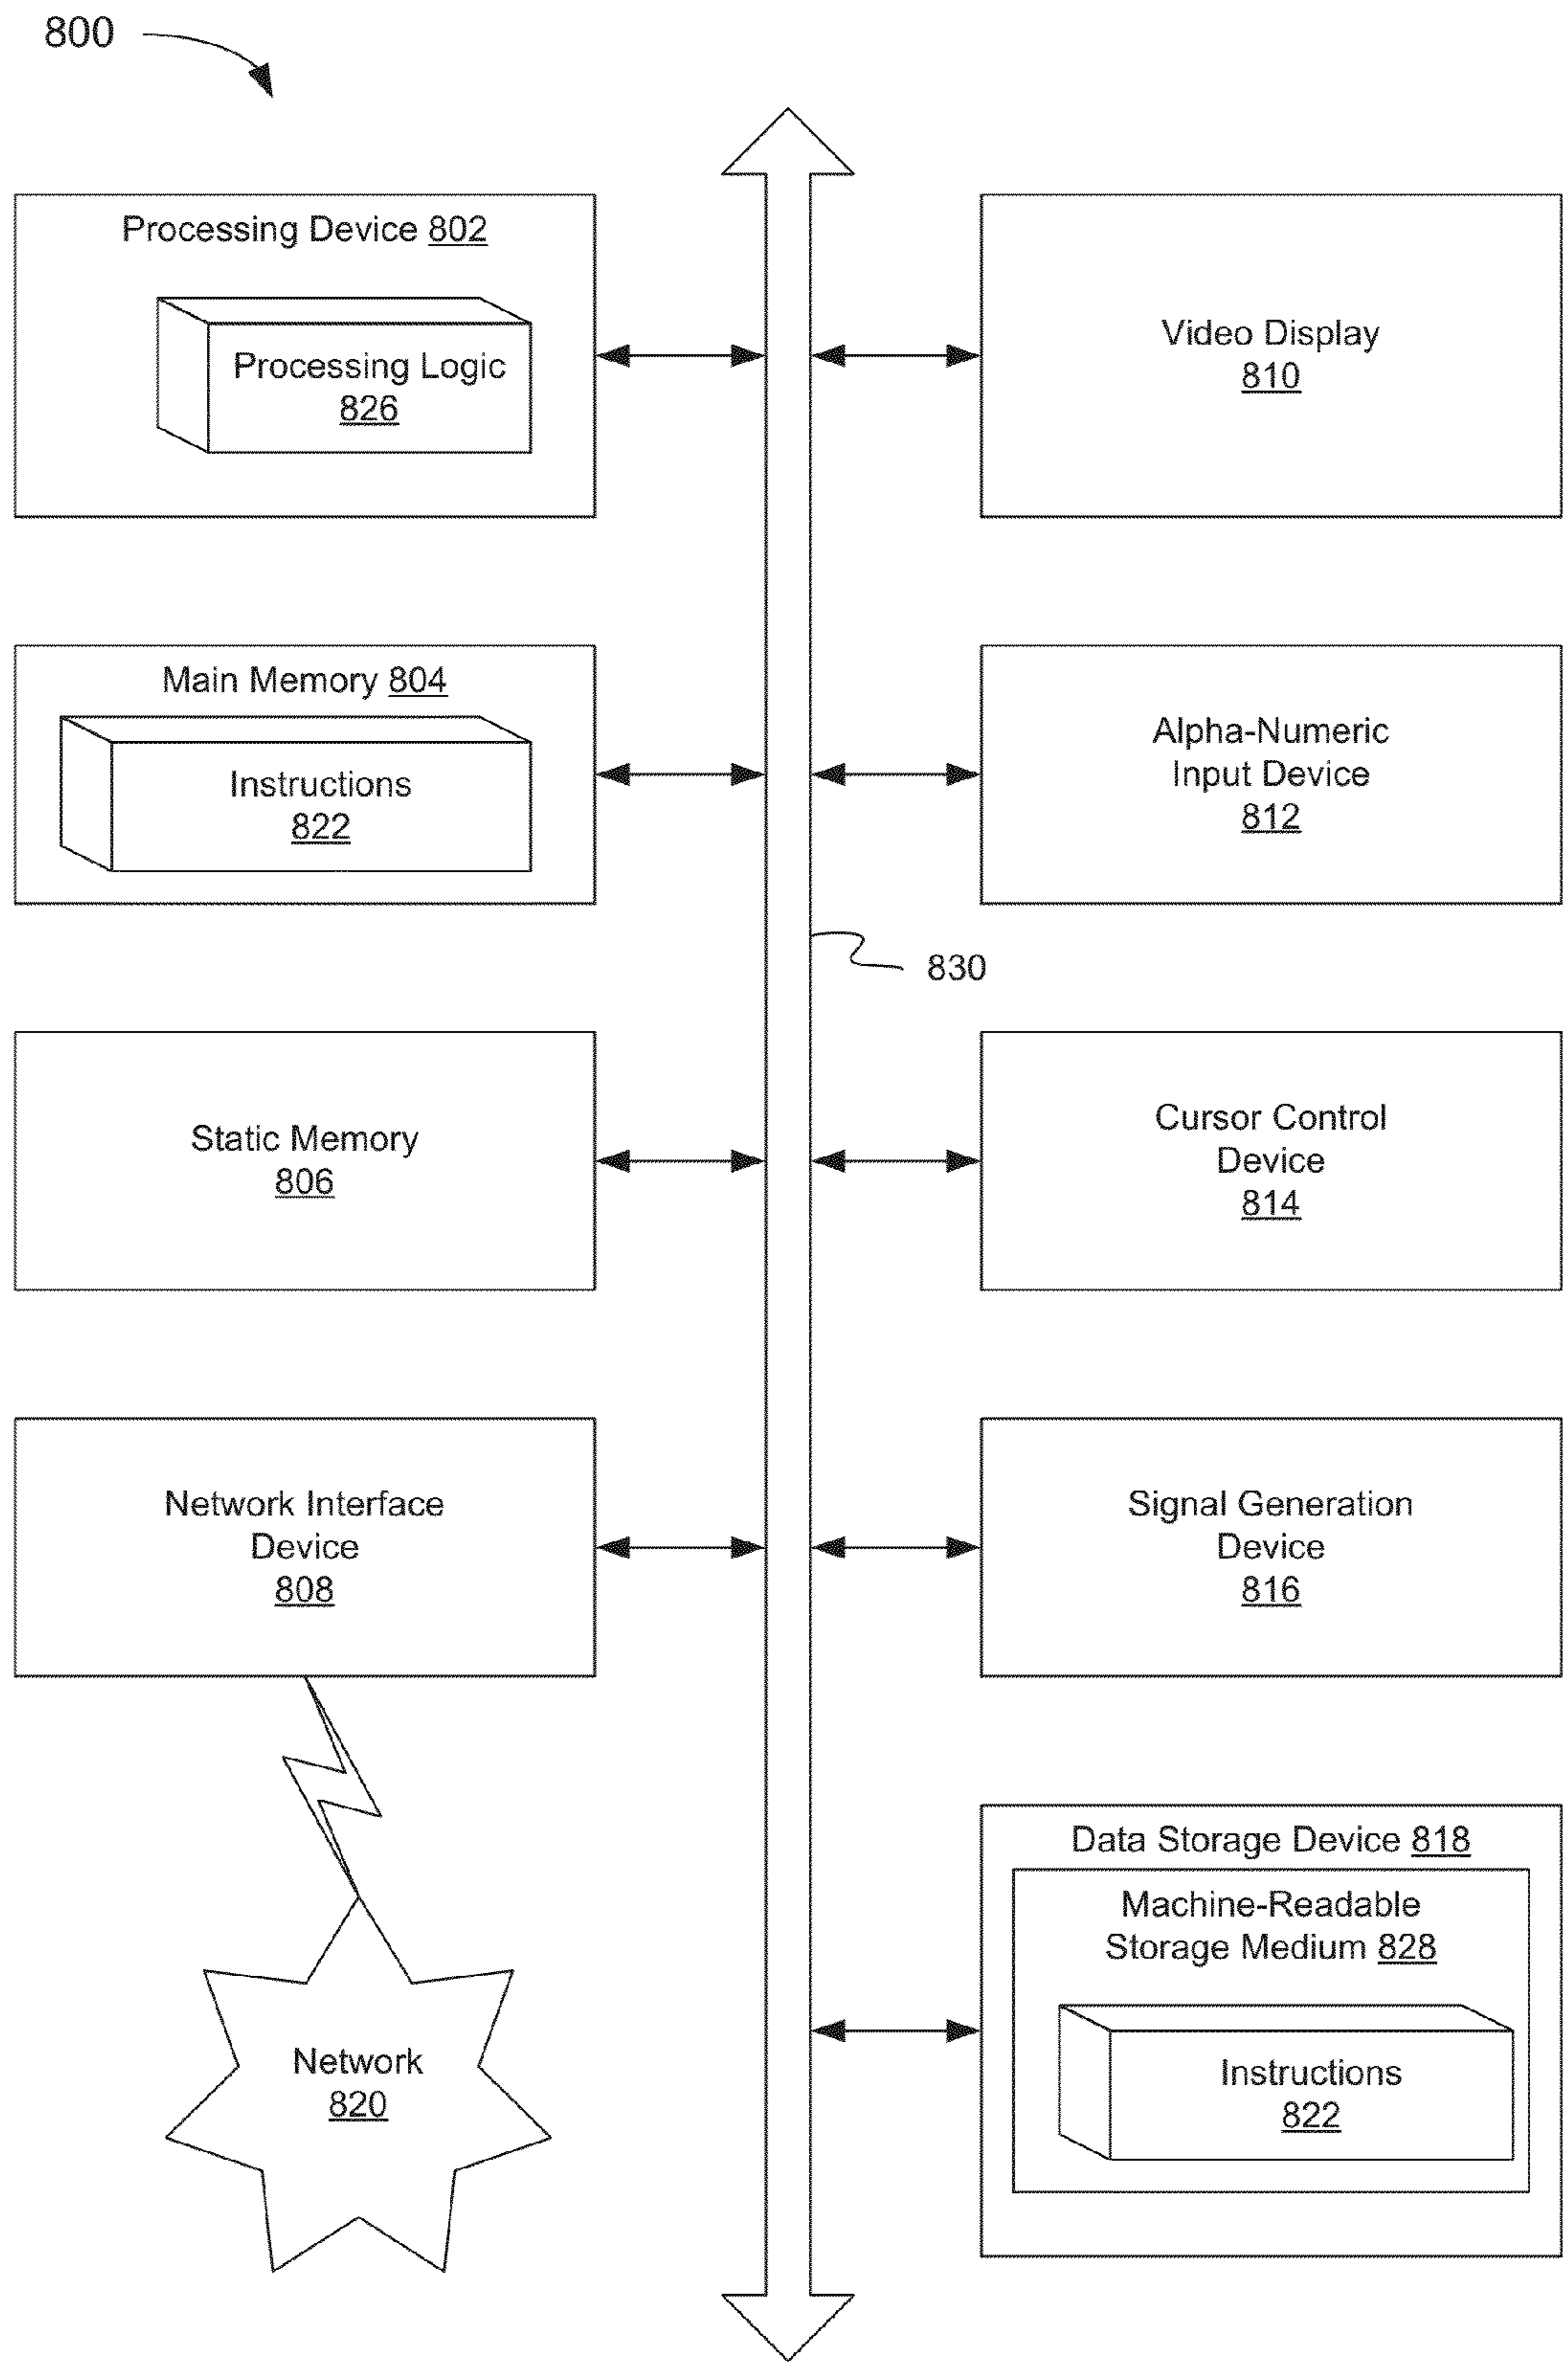 800
Processing Device 802
Processing Logic
826
Video Display
810
Main Memory 804
Instructions
822
Alpha-Numeric
Input Device
812
830
Static Memory
806
Cursor Control
Device
814
Network Interface
Device
808
Signal Generation
Device
816
Data Storage Device 818
Machine-Readable
Storage Medium 828
Instructions
822
Network
820